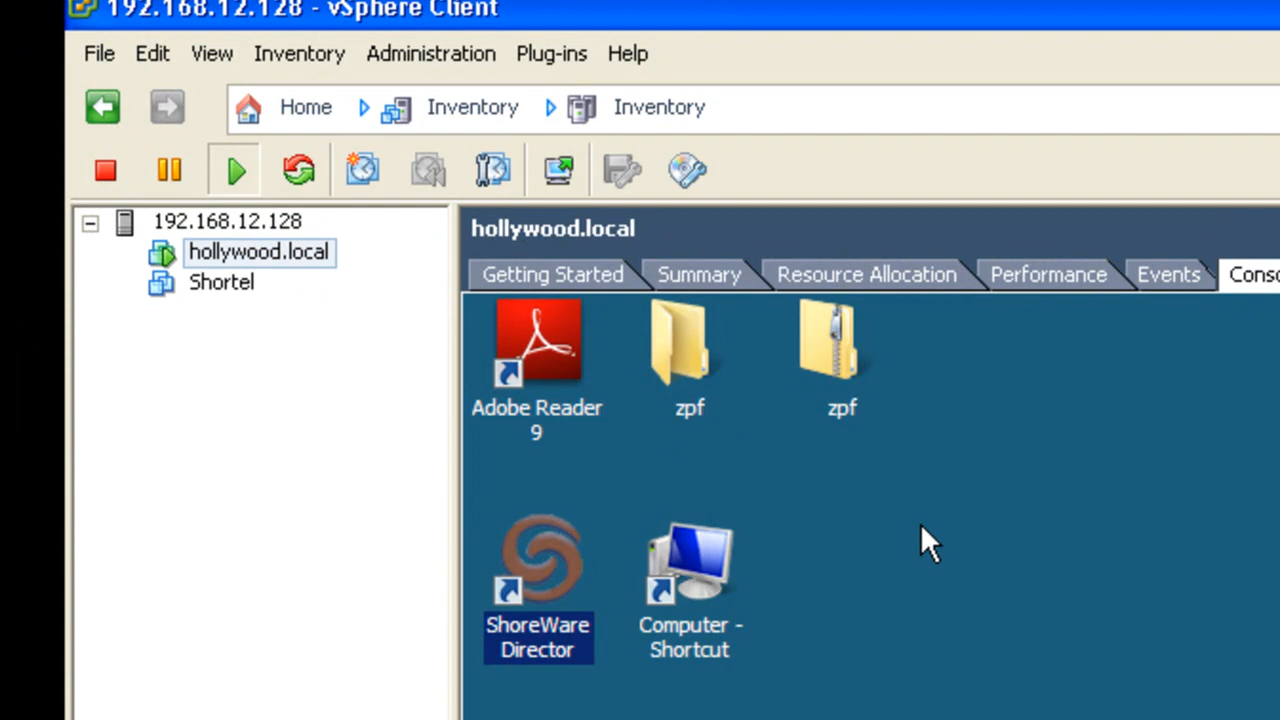 192.168.12.128 - vSphere Client
File Edit View Inventory Administration Plug-ins Help
Home Inventory Inventory
192.168.12.128
hollywood.local
Shortel
hollywood.local
Getting Started Summary Resource Allocation Performance Events Conso
Adobe Reader
9
zpf
zpf
ShoreWare
Director
Computer -
Shortcut